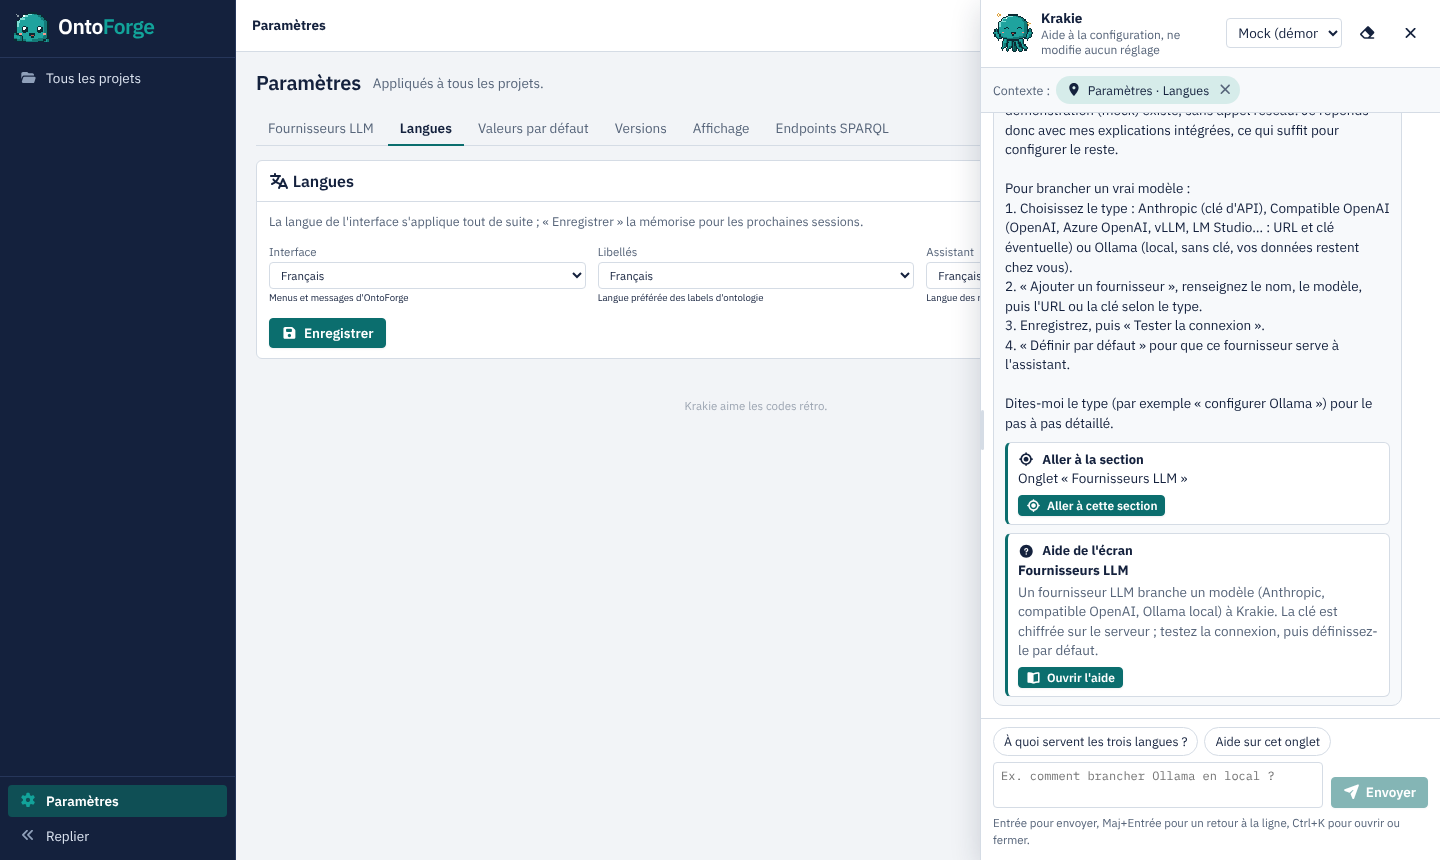 OntoForge
Tous les projets
Paramètres
Replier
Paramètres
Paramètres Appliqués à tous les projets.
Fournisseurs LLM Langues Valeurs par défaut Versions Affichage Endpoints SPARQL
Langues
La langue de l'interface s'applique tout de suite ; « Enregistrer » la mémorise pour les prochaines sessions.
Interface Libellés Assistant
Français Français Français
Menus et messages d'OntoForge Langue préférée des labels d'ontologie Langue des
Enregistrer
Krakie aime les codes rétro.
Krakie
Aide à la configuration, ne
modifie aucun réglage
Mock (démor
Contexte : Paramètres · Langues
démonstration (mock) existe, sans appel réseau. Je réponds
donc avec mes explications intégrées, ce qui suffit pour
configurer le reste.
Pour brancher un vrai modèle :
1. Choisissez le type : Anthropic (clé d'API), Compatible OpenAI
(OpenAI, Azure OpenAI, vLLM, LM Studio... : URL et clé
éventuelle) ou Ollama (local, sans clé, vos données restent
chez vous).
2. « Ajouter un fournisseur », renseignez le nom, le modèle,
puis l'URL ou la clé selon le type.
3. Enregistrez, puis « Tester la connexion ».
4. « Définir par défaut » pour que ce fournisseur serve à
l'assistant.
Dites-moi le type (par exemple « configurer Ollama ») pour le
pas à pas détaillé.
Aller à la section
Onglet « Fournisseurs LLM »
Aller à cette section
Aide de l'écran
Fournisseurs LLM
Un fournisseur LLM branche un modèle (Anthropic,
compatible OpenAI, Ollama local) à Krakie. La clé est
chiffrée sur le serveur ; testez la connexion, puis définissez-
le par défaut.
Ouvrir l'aide
À quoi servent les trois langues ? Aide sur cet onglet
Ex. comment brancher Ollama en local ?
Envoyer
Entrée pour envoyer, Maj+Entrée pour un retour à la ligne, Ctrl+K pour ouvrir ou
fermer.